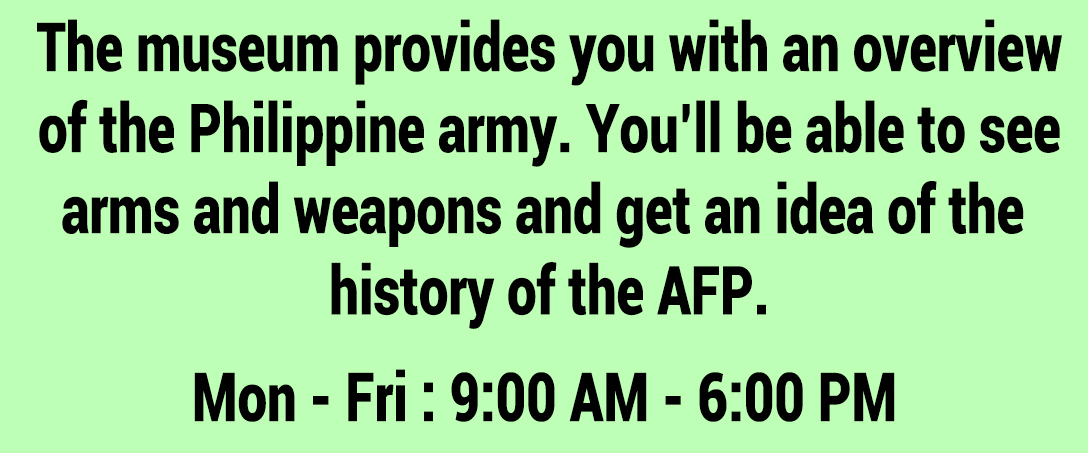 The museum provides you with an overview
of the Philippine army. You'll be able to see
arms and weapons and get an idea of the
history of the AFP.
Mon - Fri : 9:00 AM - 6:00 PM